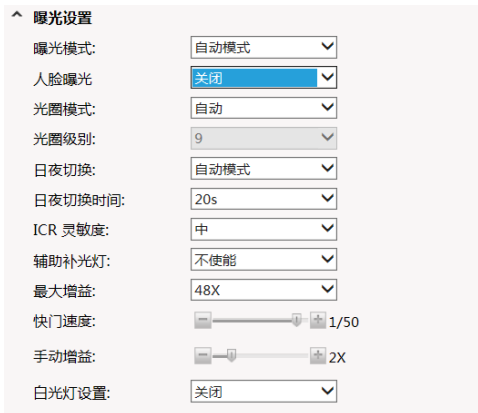 曝光设置
曝光模式: 自动模式
人脸曝光 关闭
光圈模式: 自动
光圈级别: 9
日夜切换: 自动模式
日夜切换时间: 20s
ICR 灵敏度: 中
辅助补光灯: 不使能
最大增益: 48X
快门速度: 1/50
手动增益: 2X
白光灯设置: 关闭